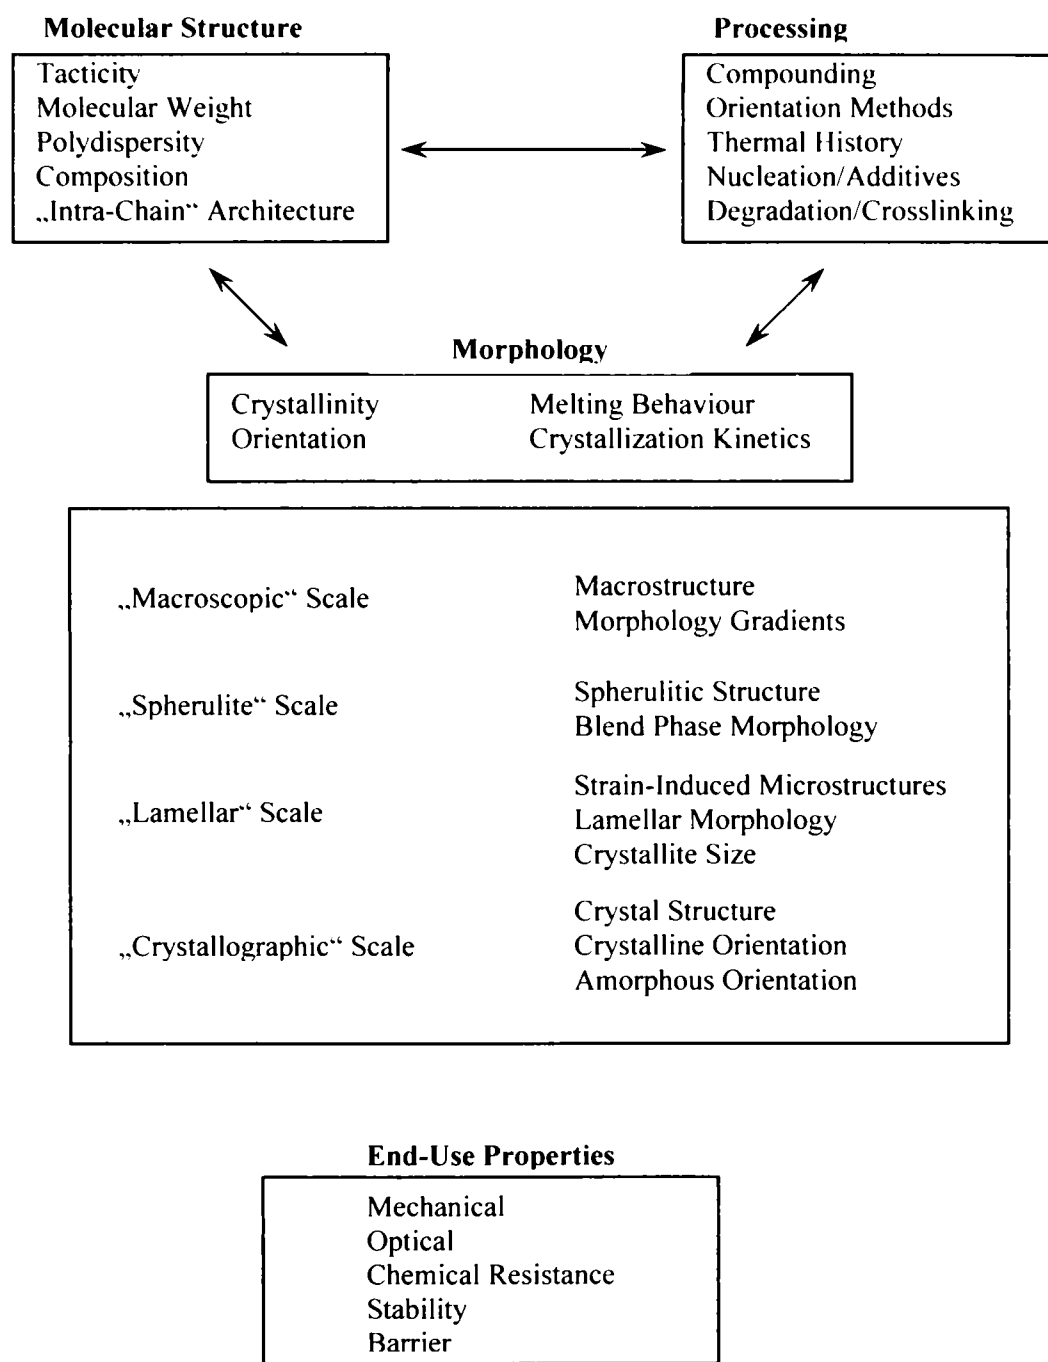 Molecular Structure
Tacticity
Molecular Weight
Polydispersity
Composition
„Intra-Chain“ Architecture
Processing
Compounding
Orientation Methods
Thermal History
Nucleation/Additives
Degradation/Crosslinking
Morphology
Crystallinity
Orientation
Melting Behaviour
Crystallization Kinetics
„Macroscopic“ Scale
Macrostructure
Morphology Gradients
„Spherulite“ Scale
Spherulitic Structure
Blend Phase Morphology
„Lamellar“ Scale
Strain-Induced Microstructures
Lamellar Morphology
Crystallite Size
„Crystallographic“ Scale
Crystal Structure
Crystalline Orientation
Amorphous Orientation
End-Use Properties
Mechanical
Optical
Chemical Resistance
Stability
Barrier